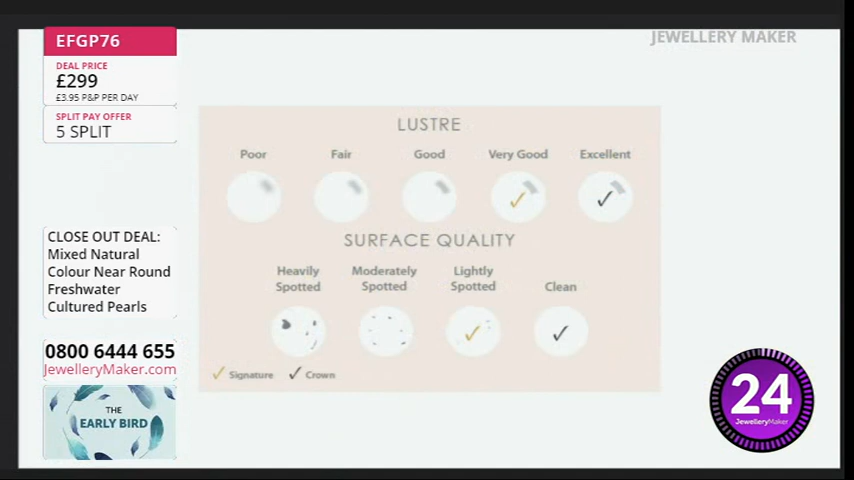 EFGP76
DEAL PRICE
£299
£3.95 P&P PER DAY
SPLIT PAY OFFER
5 SPLIT
JEWELLERY MAKER
LUSTRE
Poor Fair Good Very Good Excellent
SURFACE QUALITY
Heavily Spotted
Moderately Spotted
Lightly Spotted
Clean
Signature Crown
CLOSE OUT DEAL:
Mixed Natural
Colour Near Round
Freshwater
Cultured Pearls
0800 6444 655
JewelleryMaker.com
THE
EARLY BIRD
24
JewelleryMaker